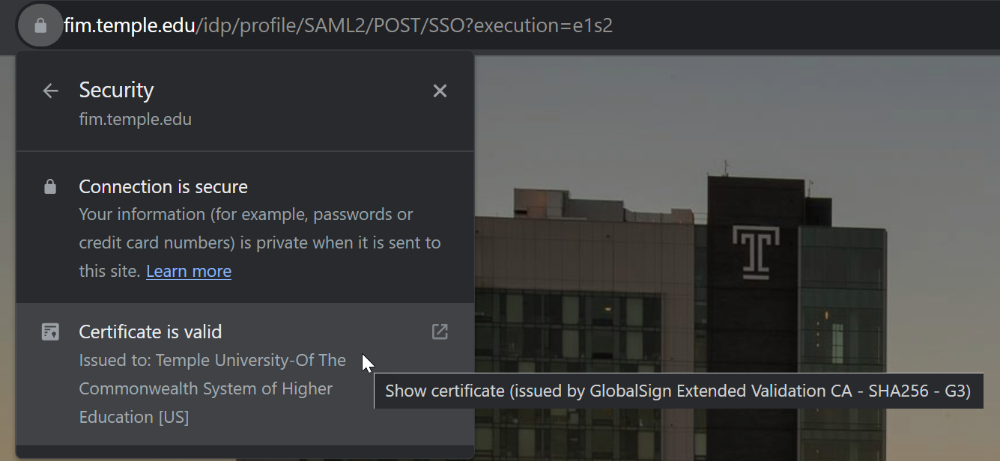 fim.temple.edu/idp/profile/SAML2/POST/SSO?execution=e1s2
Security
fim.temple.edu
Connection is secure
Your information (for example, passwords or
credit card numbers) is private when it is sent to
this site. Learn more
Certificate is valid
Issued to: Temple University-Of The
Commonwealth System of Higher
Education [US]
Show certificate (issued by GlobalSign Extended Validation CA - SHA256 - G3)
T